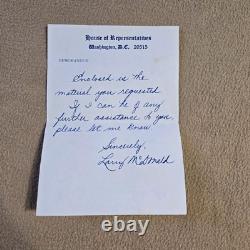 House of Representatives
Washington, D.C. 20515
MEMORANDUM
Enclosed is the
material you requested
If I can be of any
further assistance to you,
please let me know
Sincerely,
Larry McDonald